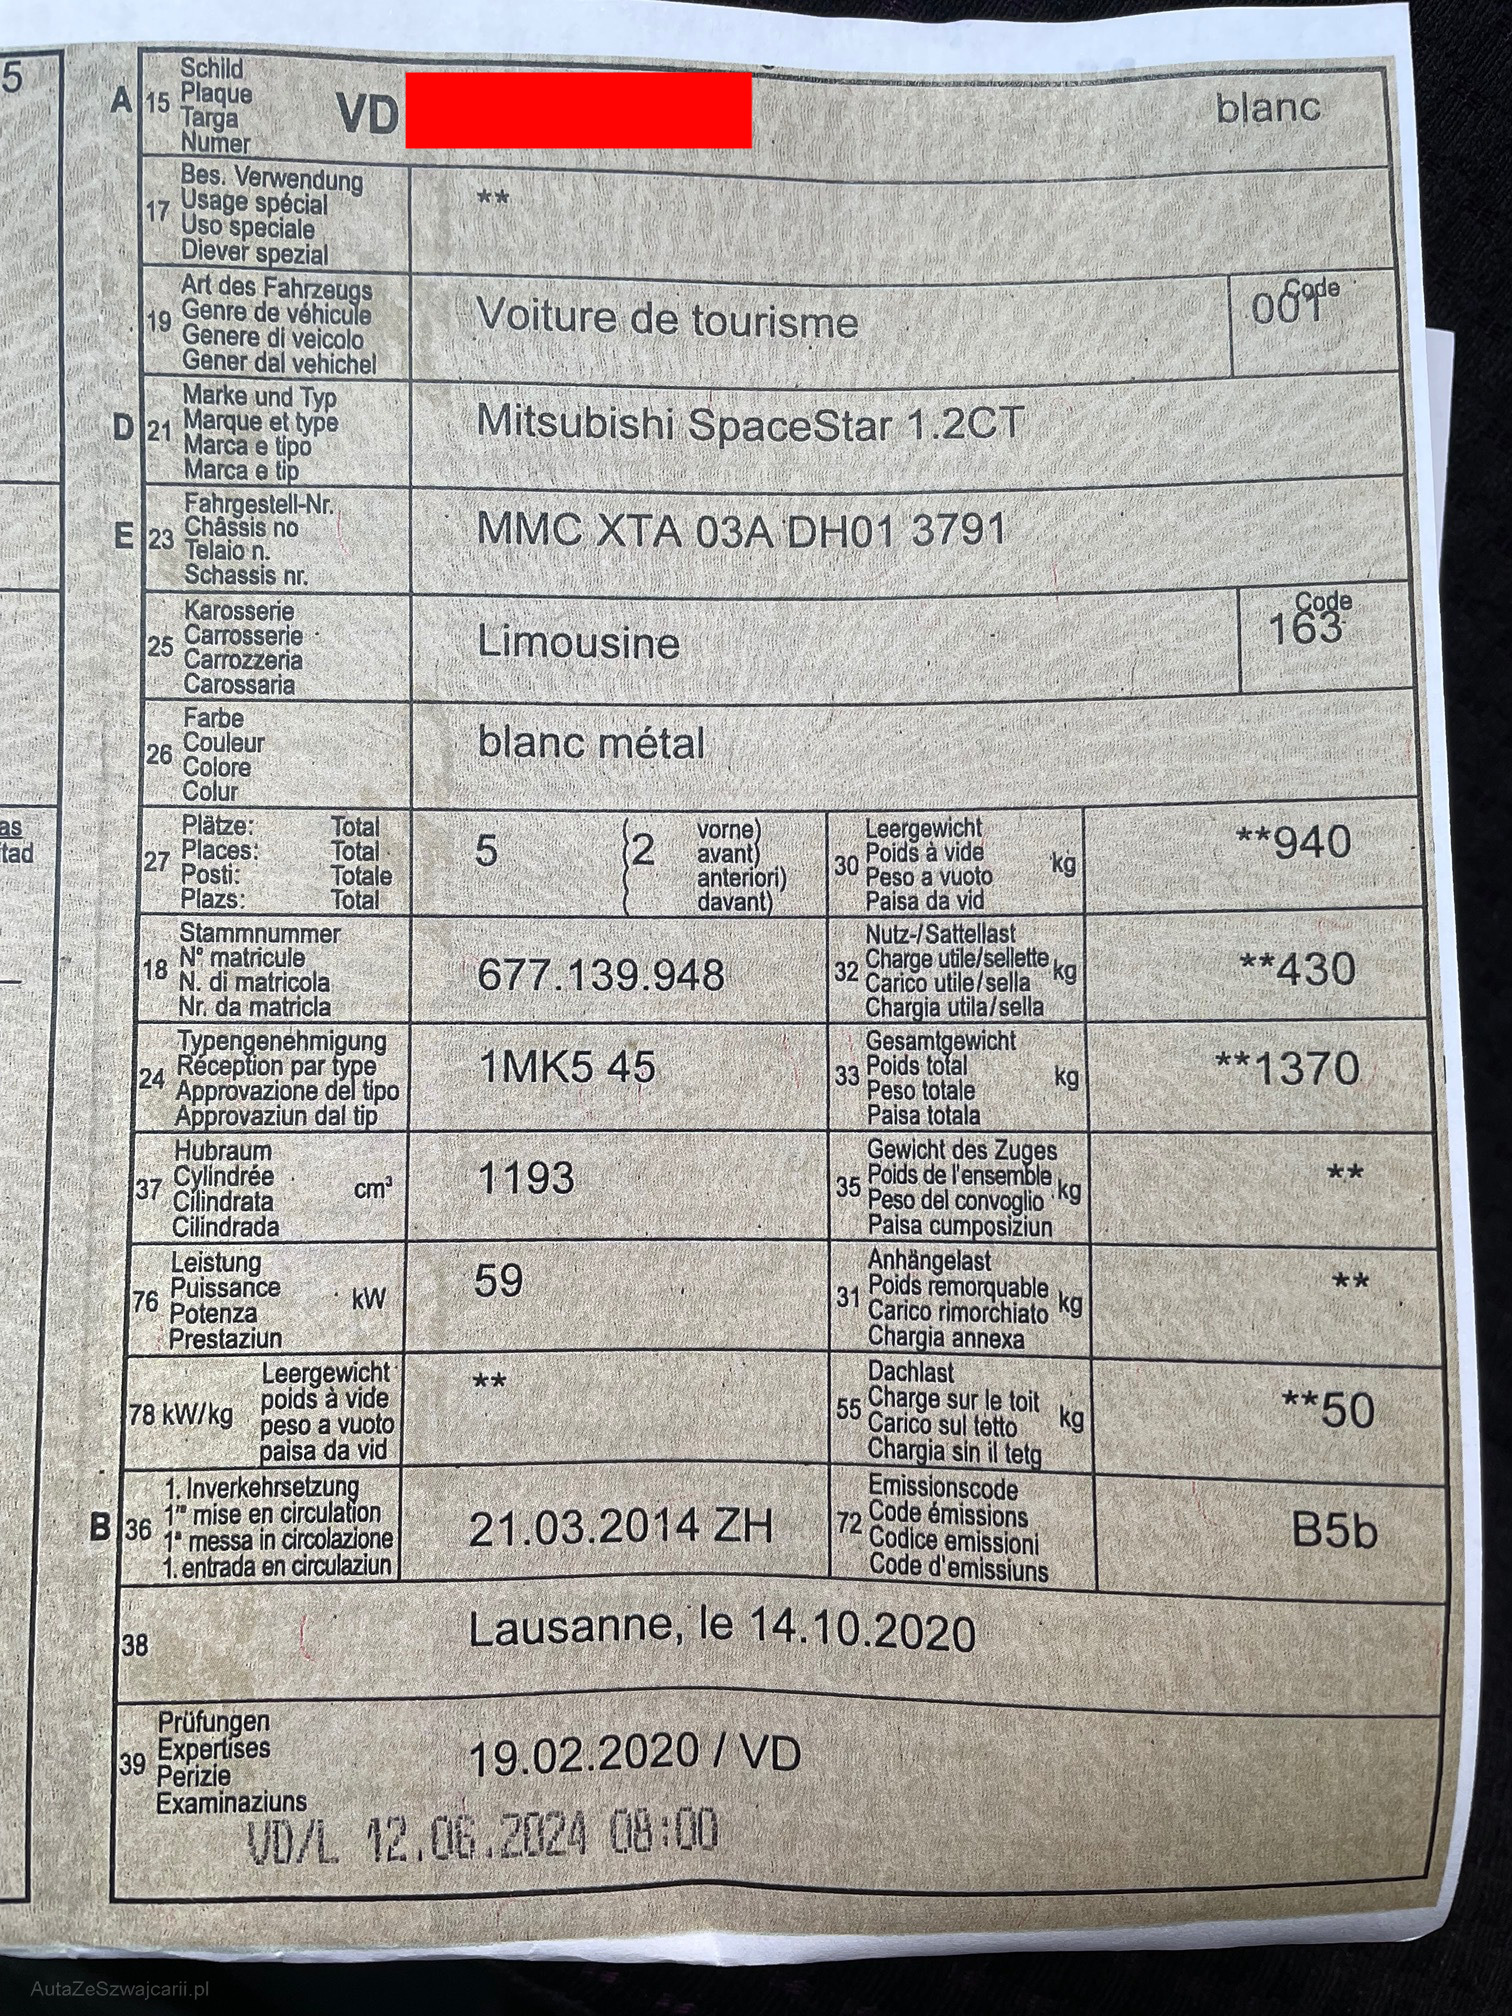 5
A 15 Schild
Plaque
Targa
Numer
VD
blanc
17 Bes. Verwendung
Usage spécial
Uso speciale
Diever spezial
**
19 Art des Fahrzeugs
Genre de véhicule
Genere di veicolo
Gener dal vehichel
Voiture de tourisme
Code
001
D 21 Marke und Typ
Marque et type
Marca e tipo
Marca e tip
Mitsubishi SpaceStar 1.2CT
E 23 Fahrgestell-Nr.
Châssis no
Telaio n.
Schassis nr.
MMC XTA 03A DH01 3791
25 Karosserie
Carrosserie
Carrozzeria
Carossaria
Limousine
Code
163
26 Farbe
Couleur
Colore
Colur
blanc métal
as
tad
27 Plätze: Total
Places: Total
Posti: Totale
Plazs: Total
5 (2 vorne)
avant)
anteriori)
davant)
30 Leergewicht
Poids à vide kg
Peso a vuoto
Paisa da vid
**940
18 Stammnummer
N° matricule
N. di matricola
Nr. da matricla
677.139.948
32 Nutz-/Sattellast
Charge utile/sellette kg
Carico utile/sella
Chargia utila/sella
**430
24 Typengenehmigung
Réception par type
Approvazione del tipo
Approvaziun dal tip
1MK5 45
33 Gesamtgewicht
Poids total kg
Peso totale
Paisa totala
**1370
37 Hubraum
Cylindrée cm³
Cilindrata
Cilindrada
1193
35 Gewicht des Zuges
Poids de l'ensemble kg
Peso del convoglio
Paisa cumposiziun
**
76 Leistung
Puissance kW
Potenza
Prestaziun
59
31 Anhängelast
Poids remorquable kg
Carico rimorchiato
Chargia annexa
**
78 kW/kg Leergewicht
poids à vide
peso a vuoto
paisa da vid
**
55 Dachlast
Charge sur le toit kg
Carico sul tetto
Chargia sin il tetg
**50
B 36 1. Inverkehrsetzung
1re mise en circulation
1a messa in circolazione
1. entrada en circulaziun
21.03.2014 ZH
72 Emissionscode
Code émissions
Codice emissioni
Code d'emissiuns
B5b
38 Lausanne, le 14.10.2020
39 Prüfungen
Expertises
Perizie
Examinaziuns
19.02.2020 / VD
VD/L 12.06.2024 08:00
AutaZeSzwajcarii.pl